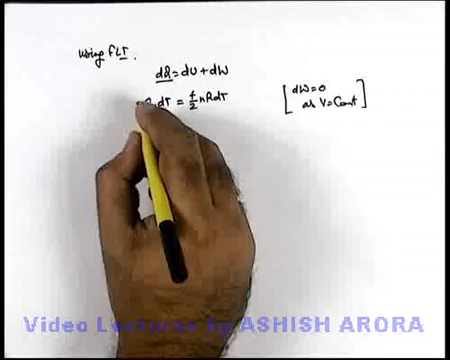 using FLT.
dQ = dU + dW
dT = f/2 nRdT
[ dW=0
as V=Const ]
Video Lectures by ASHISH ARORA